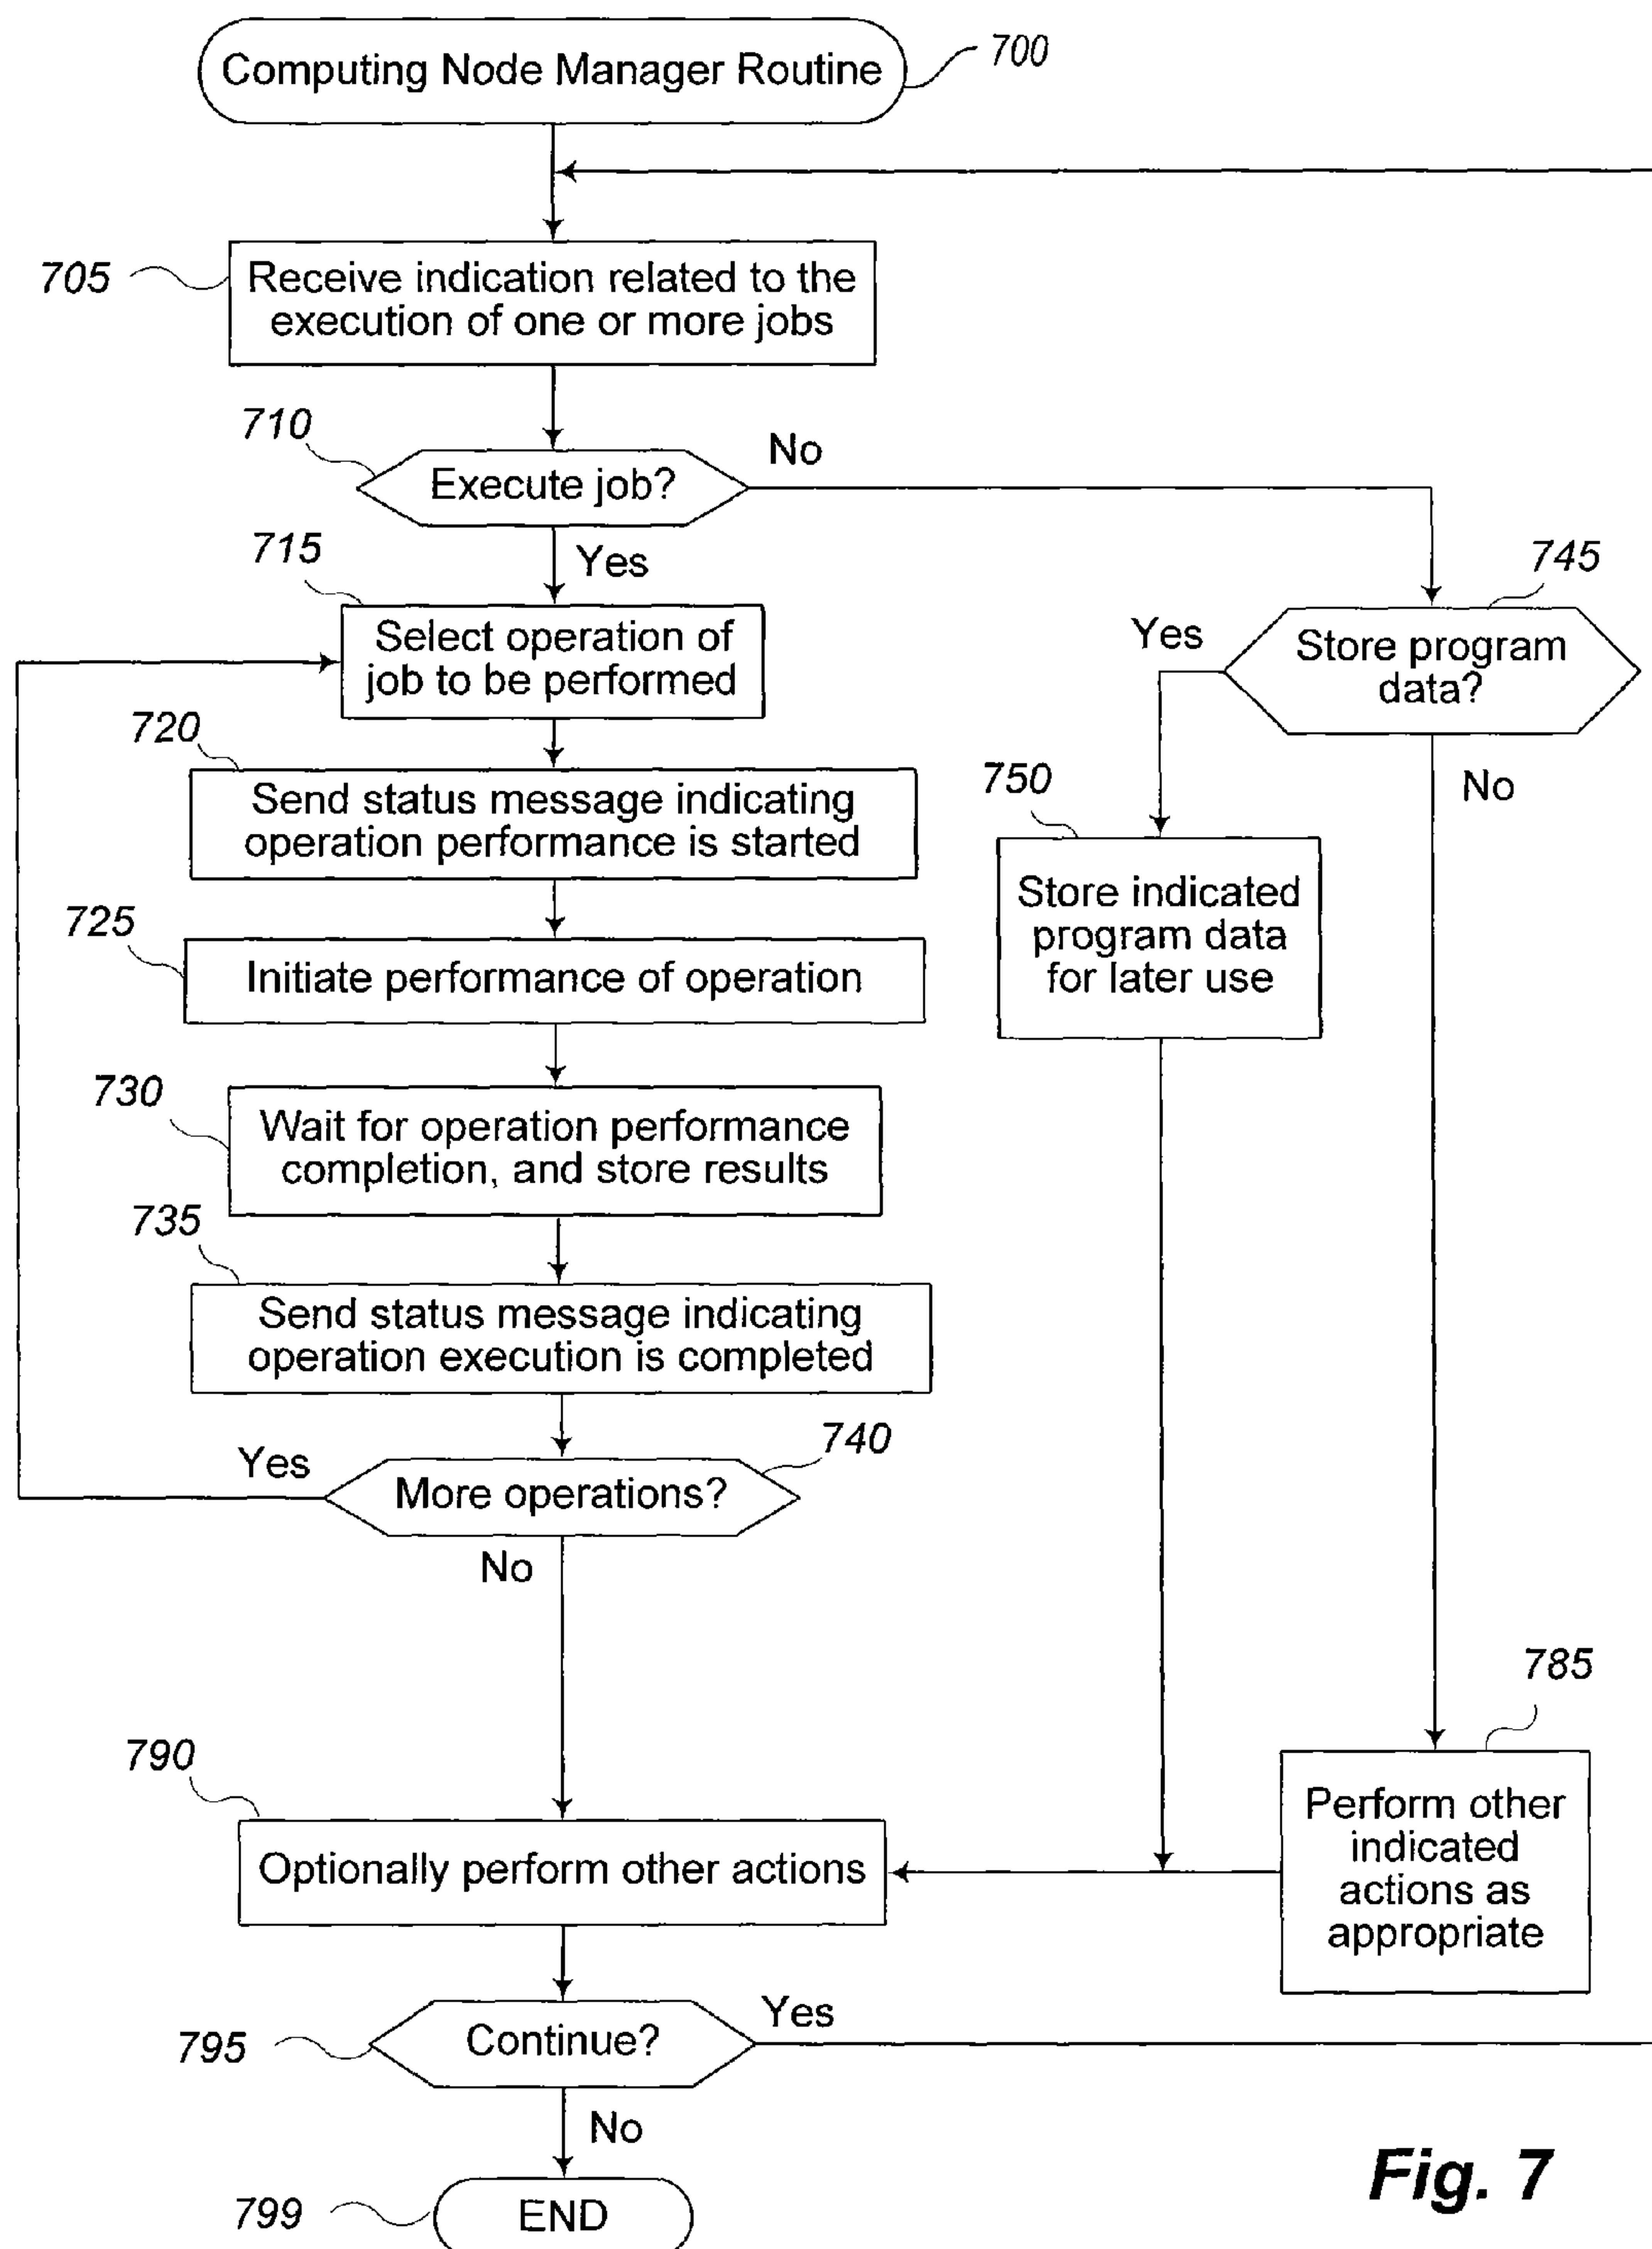 Computing Node Manager Routine
700
705
Receive indication related to the
execution of one or more jobs
710
Execute job?
No
Yes
715
Select operation of
job to be performed
745
Store program
data?
Yes
No
720
Send status message indicating
operation performance is started
750
Store indicated
program data
for later use
725
Initiate performance of operation
730
Wait for operation performance
completion, and store results
735
Send status message indicating
operation execution is completed
740
More operations?
Yes
No
785
Perform other
indicated
actions as
appropriate
790
Optionally perform other actions
795
Continue?
Yes
No
799
END
Fig. 7